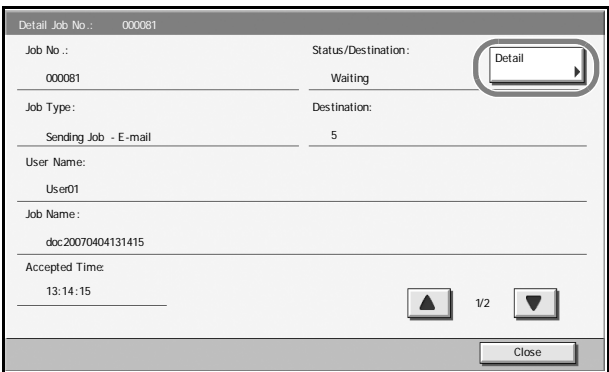 Detail Job No.: 000081
Job No.: Status/Destination: Detail
000081 Waiting
Job Type: Destination:
Sending Job - E-mail 5
User Name:
User01
Job Name:
doc20070404131415
Accepted Time:
13:14:15
1/2
Close